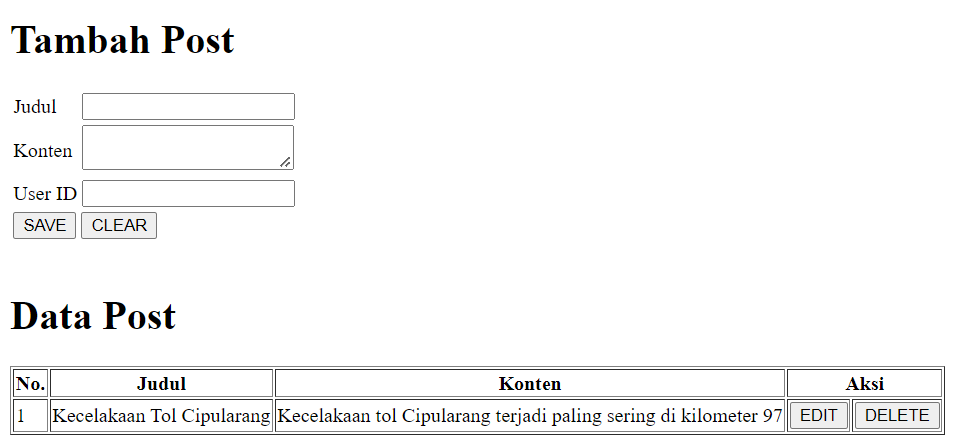 Tambah Post
Judul
Konten
User ID
SAVE CLEAR
Data Post
No. Judul Konten Aksi
1 Kecelakaan Tol Cipularang Kecelakaan tol Cipularang terjadi paling sering di kilometer 97 EDIT DELETE